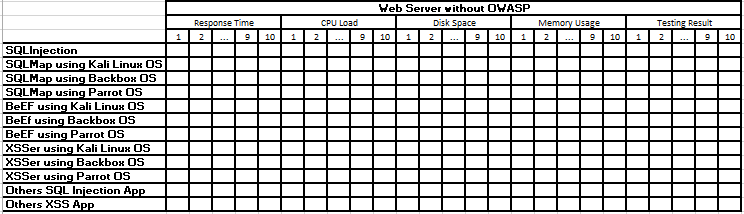 Web Server without OWASP
Response Time CPU Load Disk Space Memory Usage Testing Result
1 2 ... 9 10 1 2 ... 9 10 1 2 ... 9 10 1 2 ... 9 10 1 2 ... 9 10
SQLInjection
SQLMap using Kali Linux OS
SQLMap using Backbox OS
SQLMap using Parrot OS
BeEF using Kali Linux OS
BeEf using Backbox OS
BeEF using Parrot OS
XSSer using Kali Linux OS
XSSer using Backbox OS
XSSer using Parrot OS
Others SQL Injection App
Others XSS App